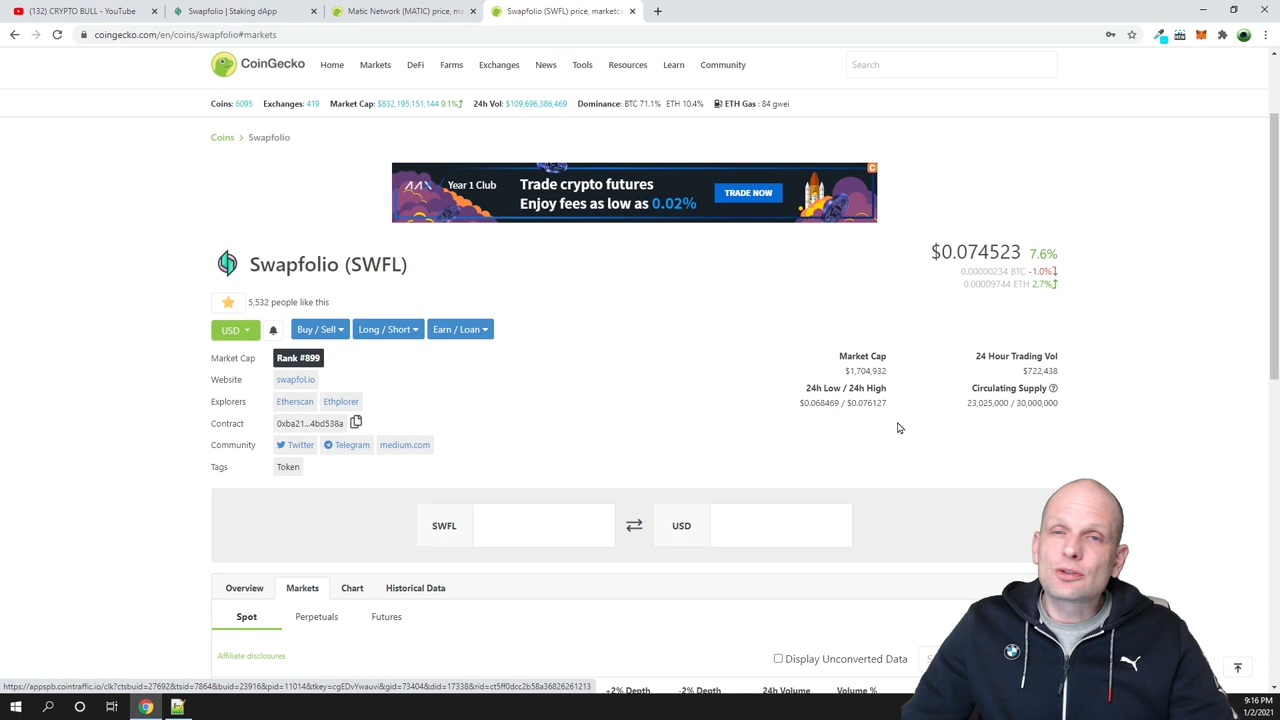 (132) CRYPTO BULL - YouTube
Swapfolio | Staking dApp
Matic Network (MATIC) price, ma
Swapfolio (SWFL) price, marketc
coingecko.com/en/coins/swapfolio#markets
CoinGecko
Home
Markets
DeFi
Farms
Exchanges
News
Tools
Resources
Learn
Community
Search
Coins: 6095
Exchanges: 419
Market Cap: $832,195,151,144 9.1%
24h Vol: $109,696,386,469
Dominance: BTC 71.1% ETH 10.4%
ETH Gas : 84 gwei
Coins > Swapfolio
Year 1 Club
Trade crypto futures
Enjoy fees as low as 0.02%
TRADE NOW
Swapfolio (SWFL)
$0.074523 7.6%
0.00000234 BTC -1.0%
0.00009744 ETH 2.7%
5,532 people like this
USD
Buy / Sell
Long / Short
Earn / Loan
Market Cap
Rank #899
Website
swapfol.io
Explorers
Etherscan
Ethplorer
Contract
0xba21...4bd538a
Community
Twitter
Telegram
medium.com
Tags
Token
Market Cap
$1,704,932
24 Hour Trading Vol
$722,438
24h Low / 24h High
$0.068469 / $0.076127
Circulating Supply
23,025,000 / 30,000,000
SWFL
USD
Overview
Markets
Chart
Historical Data
Spot
Perpetuals
Futures
Affiliate disclosures
Display Unconverted Data
+2% Depth
-2% Depth
24h Volume
Volume %
9:16 PM
1/2/2021